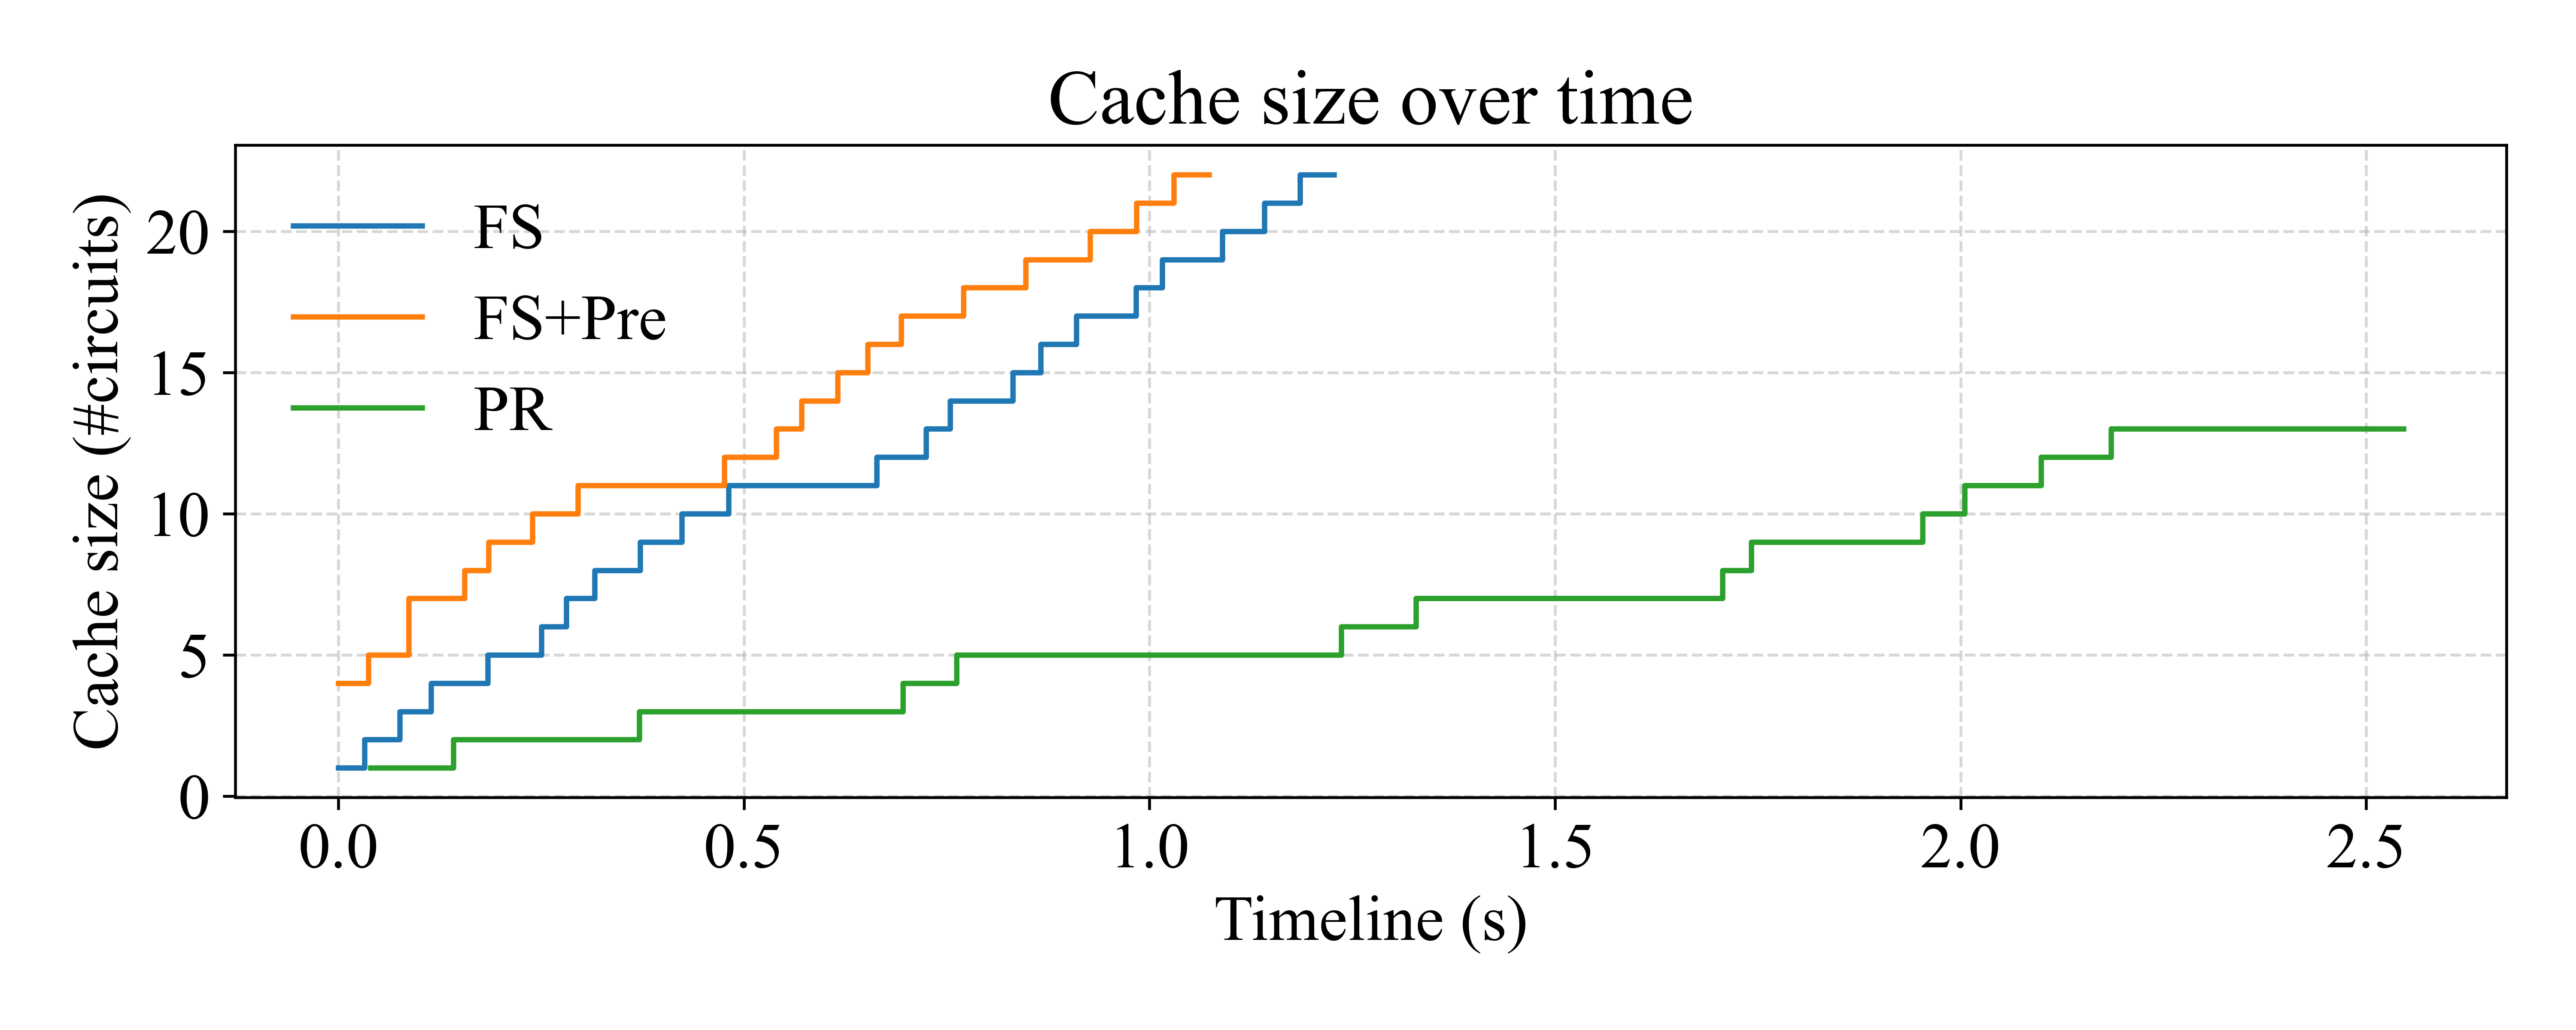 Cache size over time
Cache size (#circuits)
20
15
10
5
0
FS
FS+Pre
PR
0.0 0.5 1.0 1.5 2.0 2.5
Timeline (s)